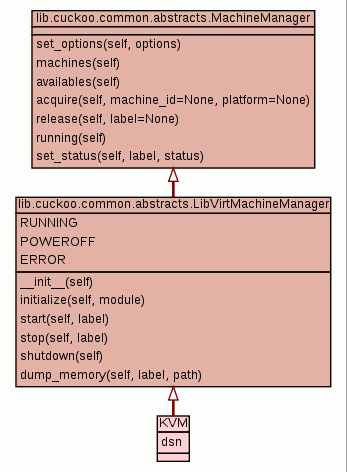 lib.cuckoo.common.abstracts.MachineManager
set_options(self, options)
machines(self)
availables(self)
acquire(self, machine_id=None, platform=None)
release(self, label=None)
running(self)
set_status(self, label, status)
lib.cuckoo.common.abstracts.LibVirtMachineManager
RUNNING
POWEROFF
ERROR
__init__(self)
initialize(self, module)
start(self, label)
stop(self, label)
shutdown(self)
dump_memory(self, label, path)
KVM
dsn